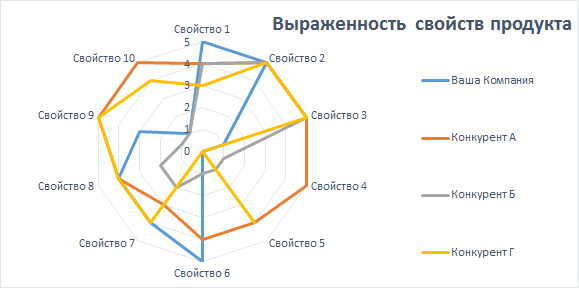 Выраженность свойств продукта
Свойство 1
Свойство 2
Свойство 3
Свойство 4
Свойство 5
Свойство 6
Свойство 7
Свойство 8
Свойство 9
Свойство 10
5
4
3
2
1
0
Ваша Компания
Конкурент А
Конкурент Б
Конкурент Г